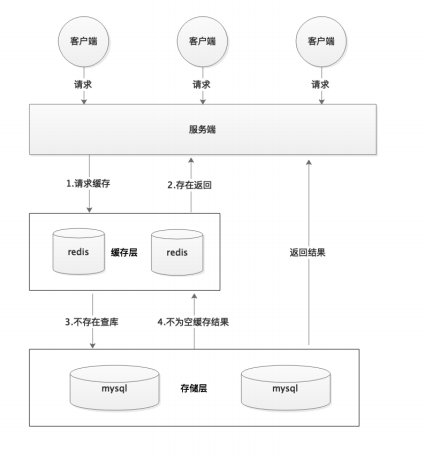 客户端 客户端 客户端
请求 请求 请求
服务端
1.请求缓存 2.存在返回
redis 缓存层 redis
返回结果
3.不存在查库 4.不为空缓存结果
mysql 存储层 mysql